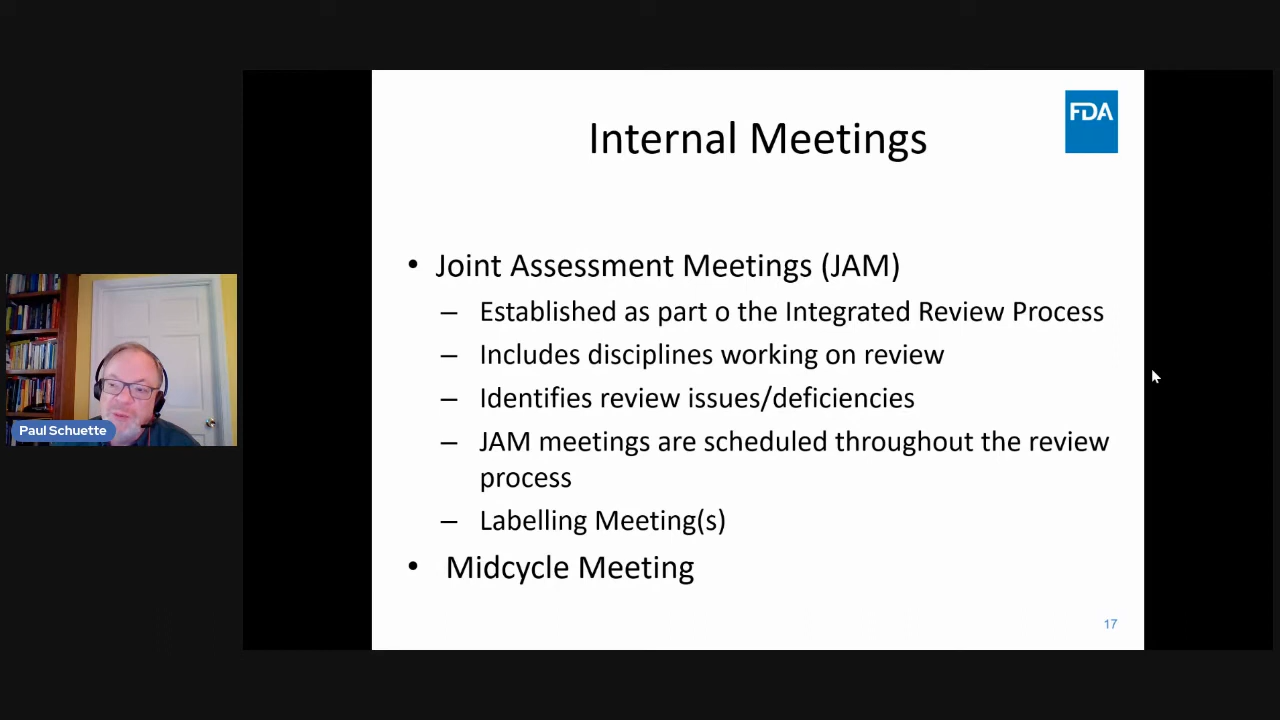 FDA
Internal Meetings
• Joint Assessment Meetings (JAM)
– Established as part o the Integrated Review Process
– Includes disciplines working on review
– Identifies review issues/deficiencies
– JAM meetings are scheduled throughout the review
process
– Labelling Meeting(s)
• Midcycle Meeting
17
Paul Schuette